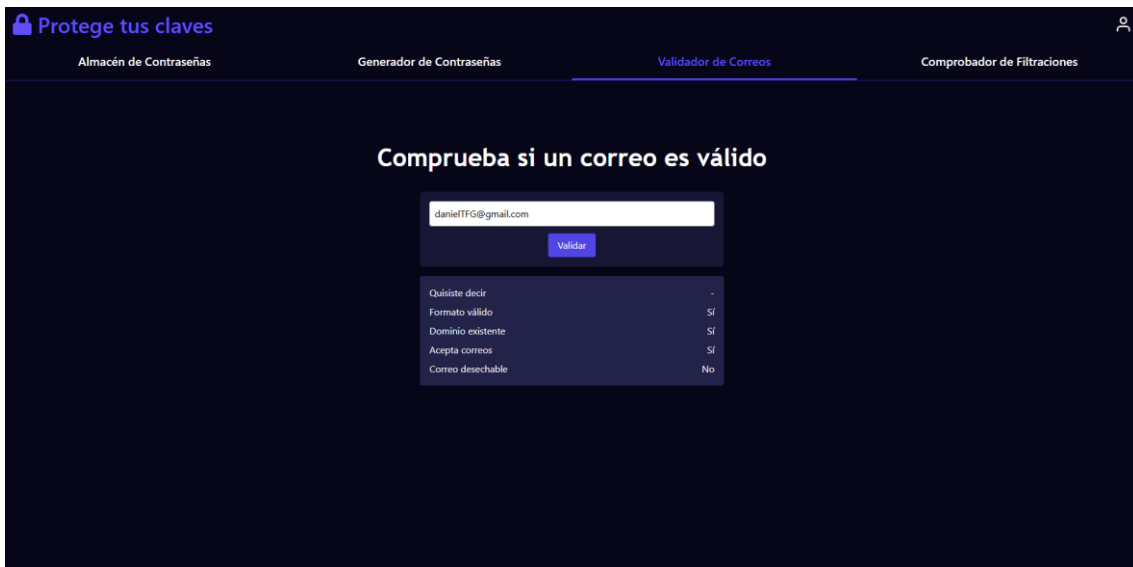 Protege tus claves
Almacén de Contraseñas Generador de Contraseñas Validador de Correos Comprobador de Filtraciones
Comprueba si un correo es válido
danielTFG@gmail.com
Validar
Quisiste decir -
Formato válido Sí
Dominio existente Sí
Acepta correos Sí
Correo desechable No